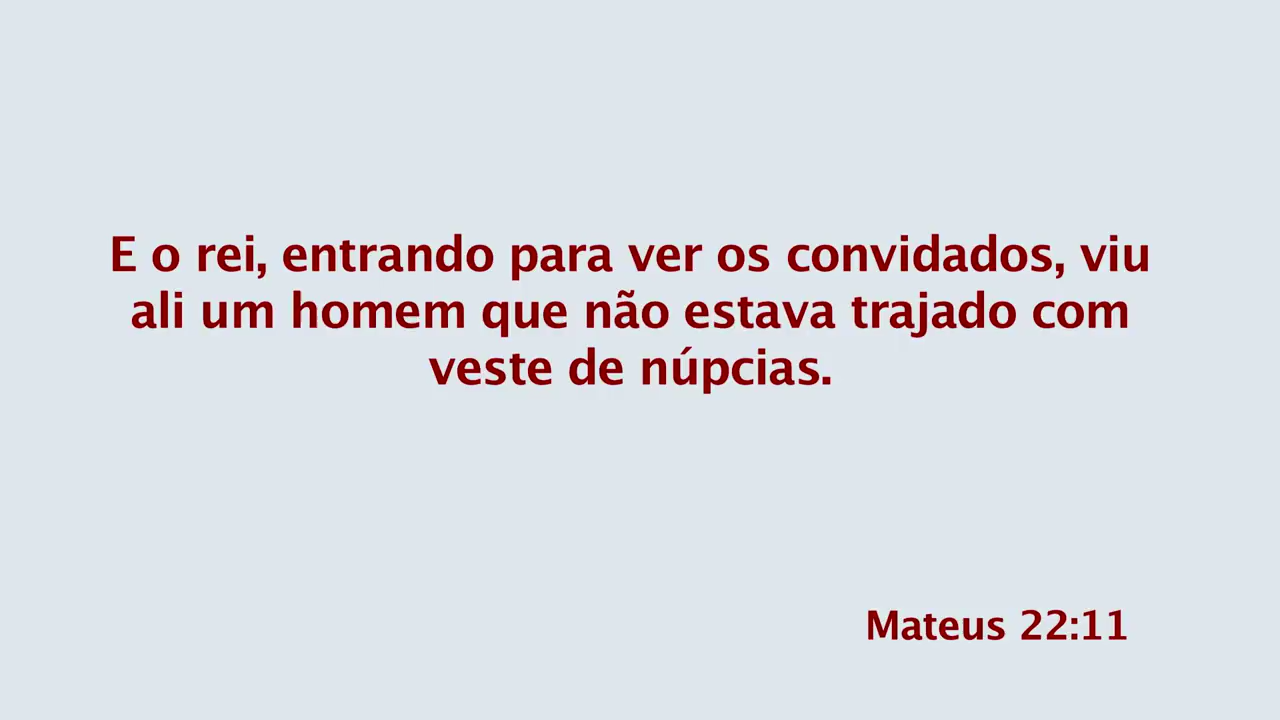 E o rei, entrando para ver os convidados, viu
ali um homem que não estava trajado com
veste de núpcias.
Mateus 22:11